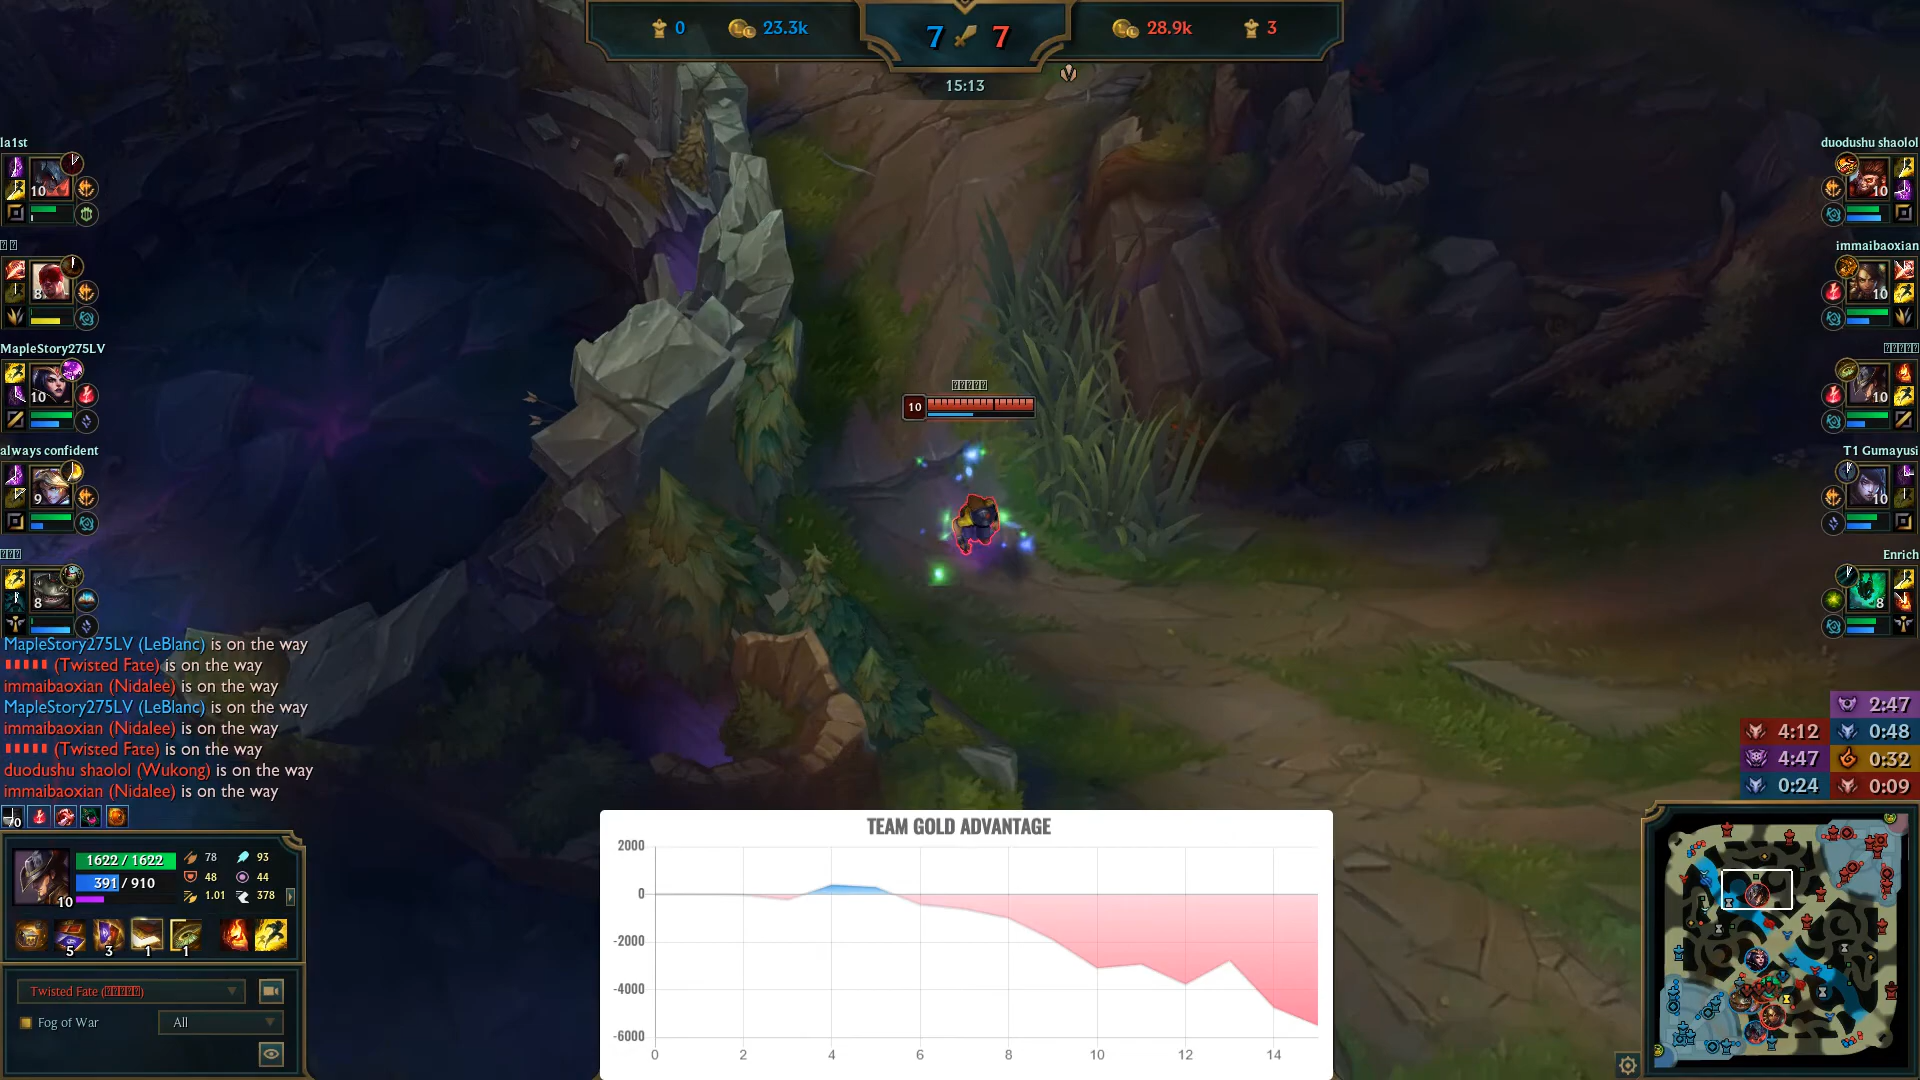 0 23.3k 7 7 28.9k 3
15:13
la1st
10
8
MapleStory275LV
10
always confident
9
8
duodushu shaolol
10
immaibaoxian
10
10
T1 Gumayusi
10
Enrich
8
10
MapleStory275LV (LeBlanc) is on the way
(Twisted Fate) is on the way
immaibaoxian (Nidalee) is on the way
MapleStory275LV (LeBlanc) is on the way
immaibaoxian (Nidalee) is on the way
(Twisted Fate) is on the way
duodushu shaolol (Wukong) is on the way
immaibaoxian (Nidalee) is on the way
70
1622 / 1622 78 93
391 / 910 48 44
10 1.01 378
5 3 1 1
Twisted Fate
Fog of War All
TEAM GOLD ADVANTAGE
2000
0
-2000
-4000
-6000
0 2 4 6 8 10 12 14
2:47
4:12 0:48
4:47 0:32
0:24 0:09